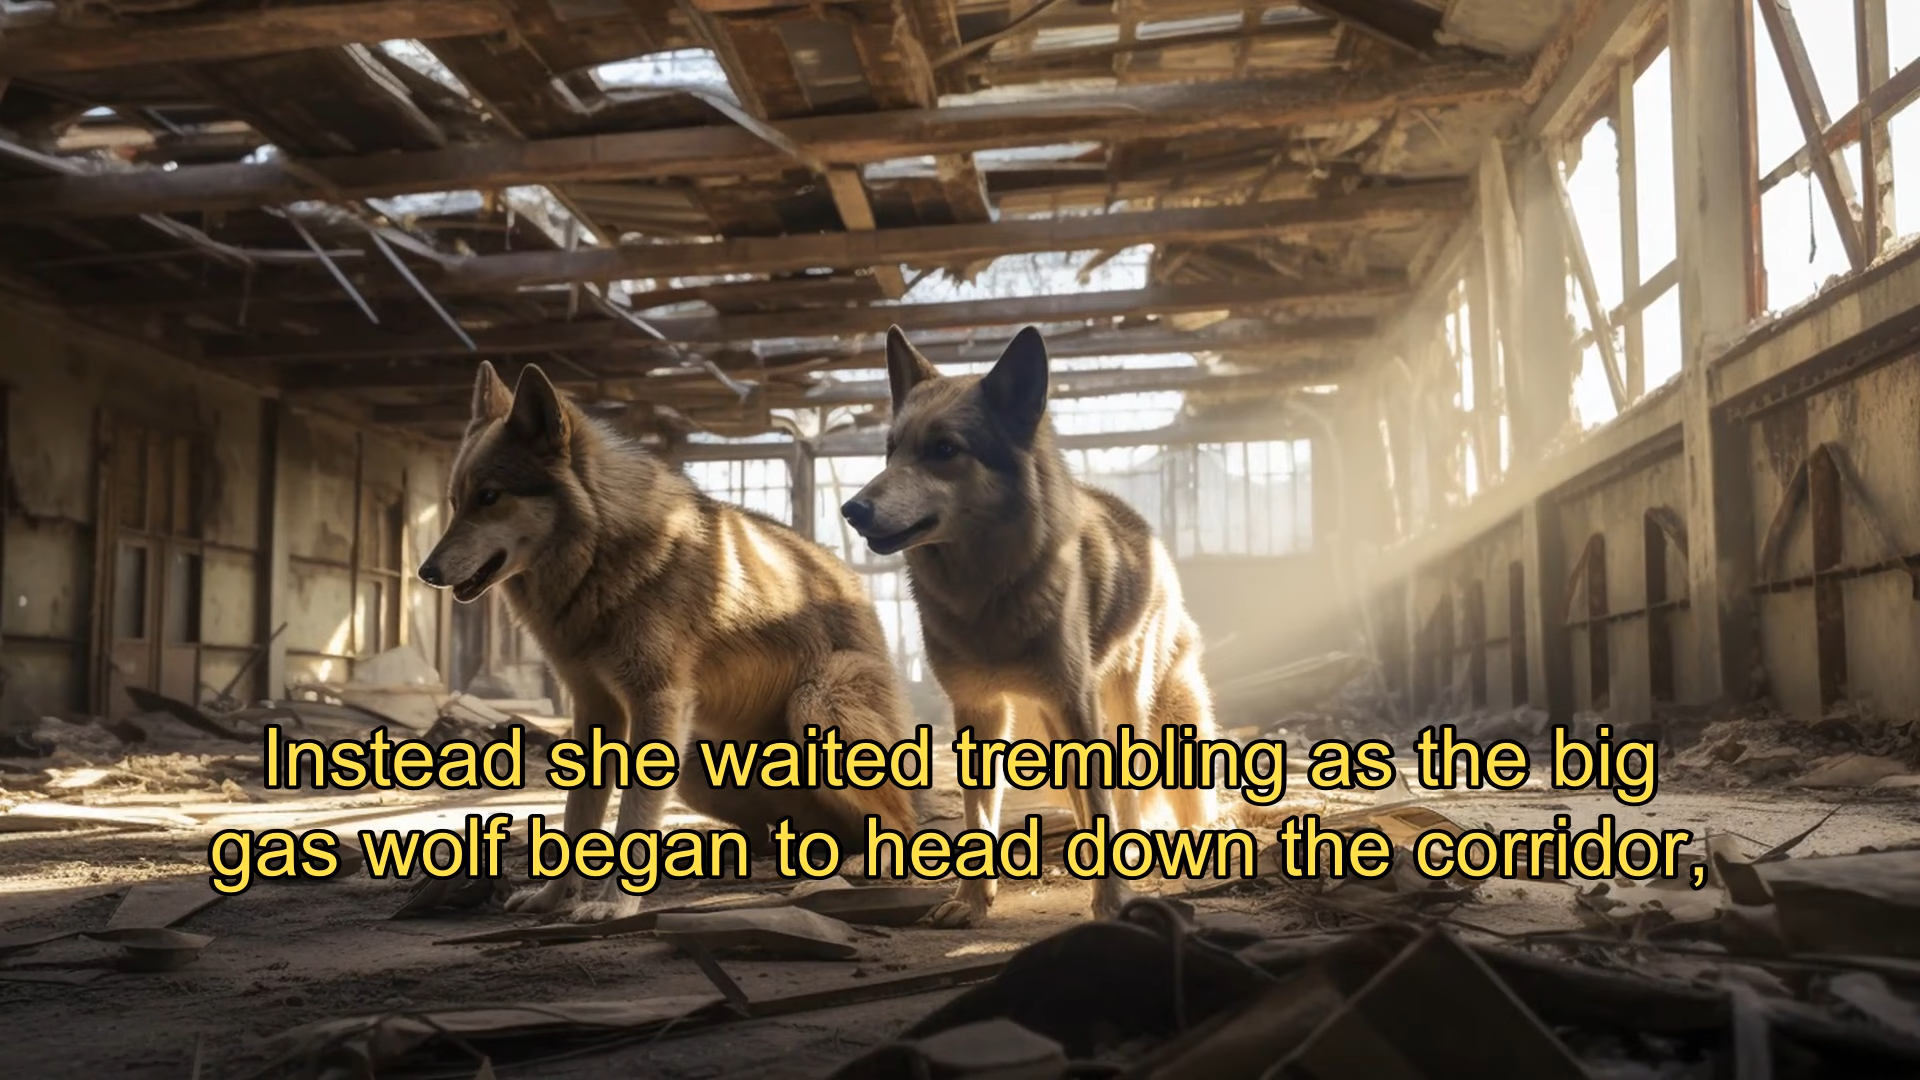 Instead she waited trembling as the big
gas wolf began to head down the corridor,